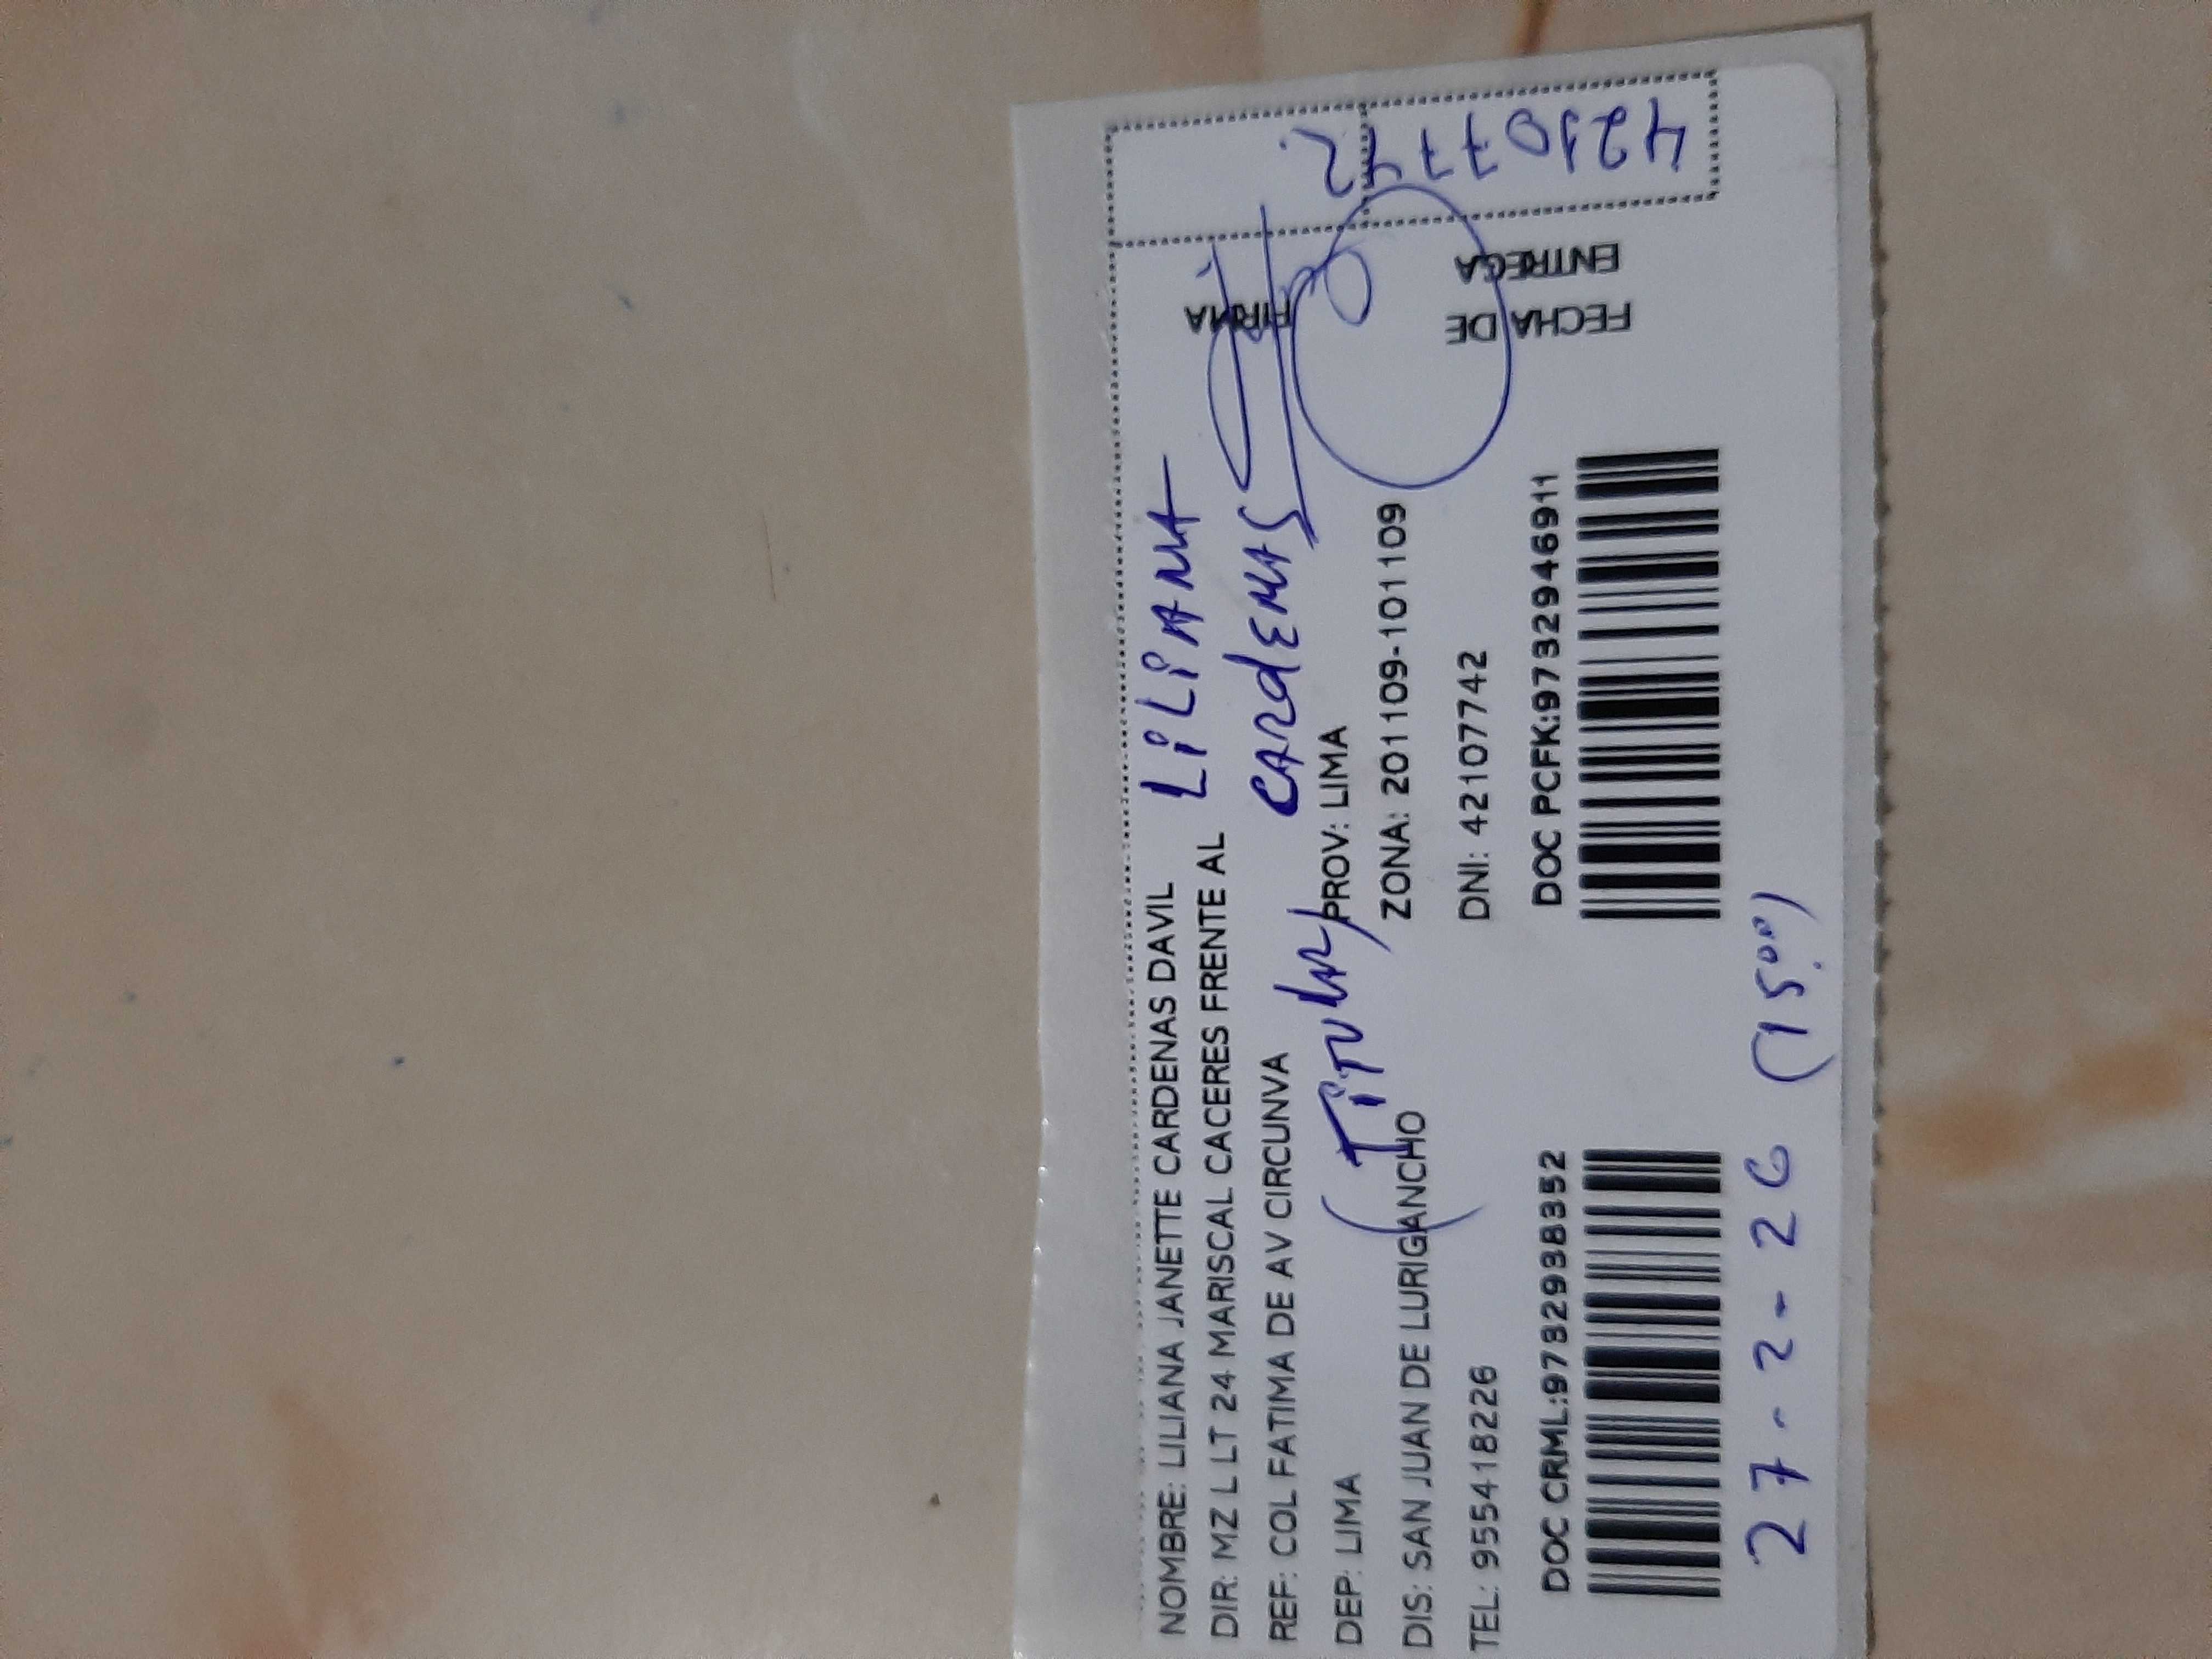 NOMBRE: LILIANA JANETTE CARDENAS DAVIL
LiLiANA
DIR: MZ L LT 24 MARISCAL CACERES FRENTE AL
CARdENAS
REF: COL FATIMA DE AV CIRCUNVA
(TiTular)
DEP: LIMA
PROV: LIMA
DIS: SAN JUAN DE LURIGANCHO
ZONA: 201109-101109
TEL: 955418226
DNI: 42107742
DOC CRML:9732938352
DOC PCFK:9732946911
27-2-26 (15:00)
FIRMA
FECHA DE
ENTREGA
42107742